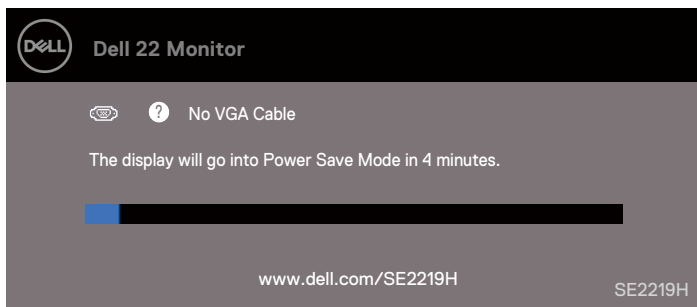 DELL
Dell 22 Monitor
? No VGA Cable
The display will go into Power Save Mode in 4 minutes.
www.dell.com/SE2219H
SE2219H